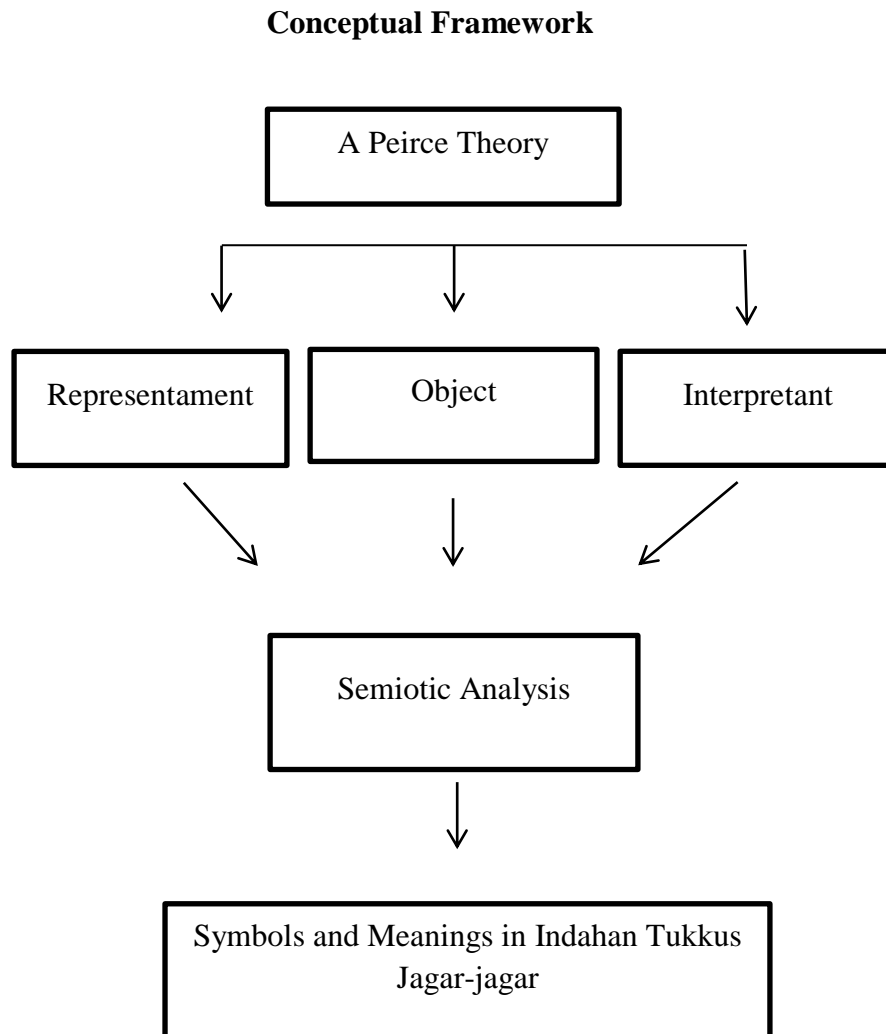 Conceptual Framework
A Peirce Theory
Representament
Object
Interpretant
Semiotic Analysis
Symbols and Meanings in Indahan Tukkus
Jagar-jagar